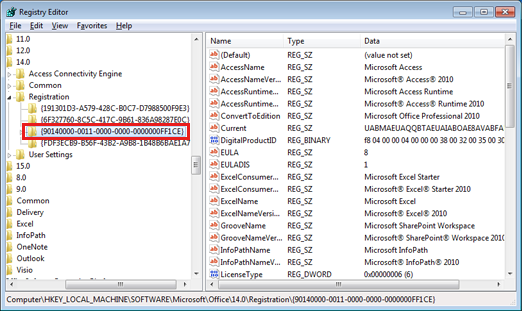 Registry Editor
File Edit View Favorites Help
11.0
12.0
14.0
Access Connectivity Engine
Common
Registration
{191301D3-A579-428C-B0C7-D7988500F9E3}
{6F327760-8C5C-417C-9B61-836A98287E0C}
{90140000-0011-0000-0000-0000000FF1CE}
{FDF3ECB9-B56F-43B2-A9B8-1B48B6BAE1A7
User Settings
15.0
8.0
9.0
Common
Delivery
Excel
InfoPath
OneNote
Outlook
Visio
Name Type Data
(Default) REG_SZ (value not set)
AccessName REG_SZ Microsoft Access
AccessNameVer... REG_SZ Microsoft® Access® 2010
AccessRuntime REG_SZ Microsoft Access Runtime
AccessRuntime... REG_SZ Microsoft® Access® Runtime 2010
ConvertToEdition REG_SZ Microsoft Office Professional
Current REG_SZ
DigitalProductID REG_BINARY f8 04 00 00 04 00 00 00 38 00 32 00 35 00 30
EULA REG_SZ 8
EULADIS REG_SZ 1
ExcelConsumer... REG_SZ Microsoft Excel Starter
ExcelConsumer... REG_SZ Microsoft® Excel® Starter 2010
ExcelName REG_SZ Microsoft Excel
ExcelNameVersi... REG_SZ Microsoft® Excel® 2010
GrooveName REG_SZ Microsoft SharePoint Workspace
GrooveNameVer... REG_SZ Microsoft® SharePoint® Workspace 2010
InfoPathName REG_SZ Microsoft InfoPath
InfoPathNameV... REG_SZ Microsoft® InfoPath® 2010
LicenseType REG_DWORD 0x00000006 (6)
Computer\HKEY_LOCAL_MACHINE\SOFTWARE\Microsoft\Office\14.0\Registration\{90140000-0011-0000-0000-0000000FF1CE}